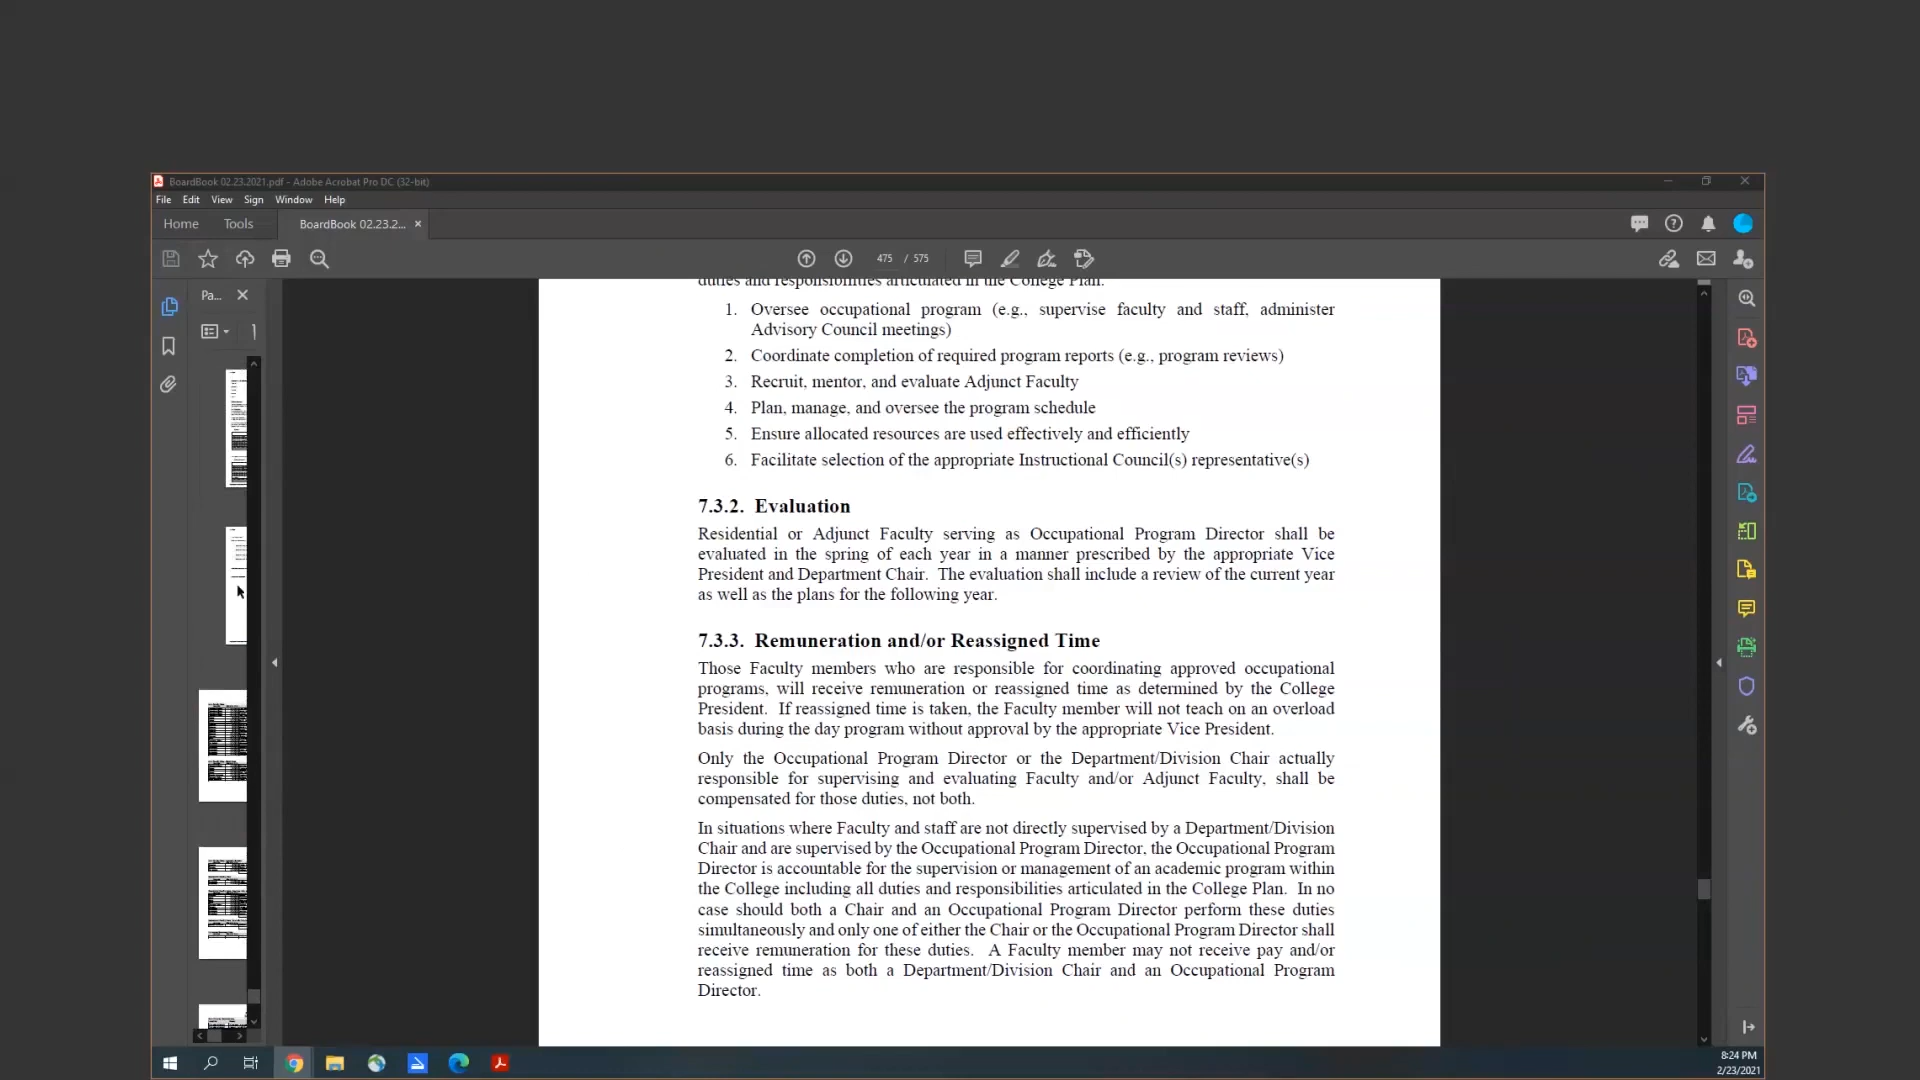 BoardBook 02.23.2021.pdf - Adobe Acrobat Pro DC (32-bit)
File Edit View Sign Window Help
Home Tools BoardBook 02.23.2... ×
475 / 575
Pa...
duties and responsibilities articulated in the College Plan.
1. Oversee occupational program (e.g., supervise faculty and staff, administer
Advisory Council meetings)
2. Coordinate completion of required program reports (e.g., program reviews)
3. Recruit, mentor, and evaluate Adjunct Faculty
4. Plan, manage, and oversee the program schedule
5. Ensure allocated resources are used effectively and efficiently
6. Facilitate selection of the appropriate Instructional Council(s) representative(s)
7.3.2. Evaluation
Residential or Adjunct Faculty serving as Occupational Program Director shall be
evaluated in the spring of each year in a manner prescribed by the appropriate Vice
President and Department Chair. The evaluation shall include a review of the current year
as well as the plans for the following year.
7.3.3. Remuneration and/or Reassigned Time
Those Faculty members who are responsible for coordinating approved occupational
programs, will receive remuneration or reassigned time as determined by the College
President. If reassigned time is taken, the Faculty member will not teach on an overload
basis during the day program without approval by the appropriate Vice President.
Only the Occupational Program Director or the Department/Division Chair actually
responsible for supervising and evaluating Faculty and/or Adjunct Faculty, shall be
compensated for those duties, not both.
In situations where Faculty and staff are not directly supervised by a Department/Division
Chair and are supervised by the Occupational Program Director, the Occupational Program
Director is accountable for the supervision or management of an academic program within
the College including all duties and responsibilities articulated in the College Plan. In no
case should both a Chair and an Occupational Program Director perform these duties
simultaneously and only one of either the Chair or the Occupational Program Director shall
receive remuneration for these duties. A Faculty member may not receive pay and/or
reassigned time as both a Department/Division Chair and an Occupational Program
Director.
8:24 PM
2/23/2021